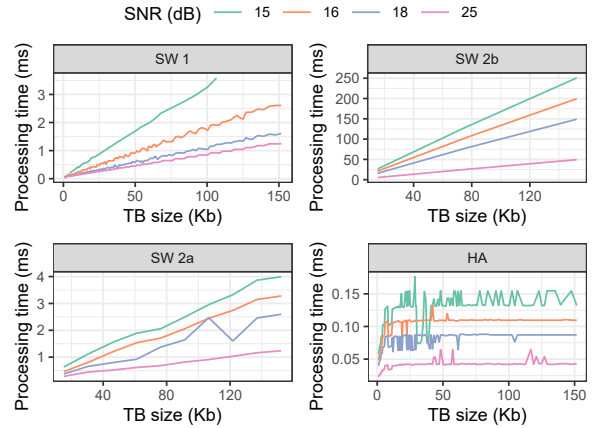 SNR (dB) 15 16 18 25
SW 1
Processing time (ms)
3
2
1
0
0 50 100 150
TB size (Kb)
SW 2b
Processing time (ms)
250
200
150
100
50
0
40 80 120
TB size (Kb)
SW 2a
Processing time (ms)
4
3
2
1
40 80 120
TB size (Kb)
HA
Processing time (ms)
0.15
0.10
0.05
0 50 100 150
TB size (Kb)